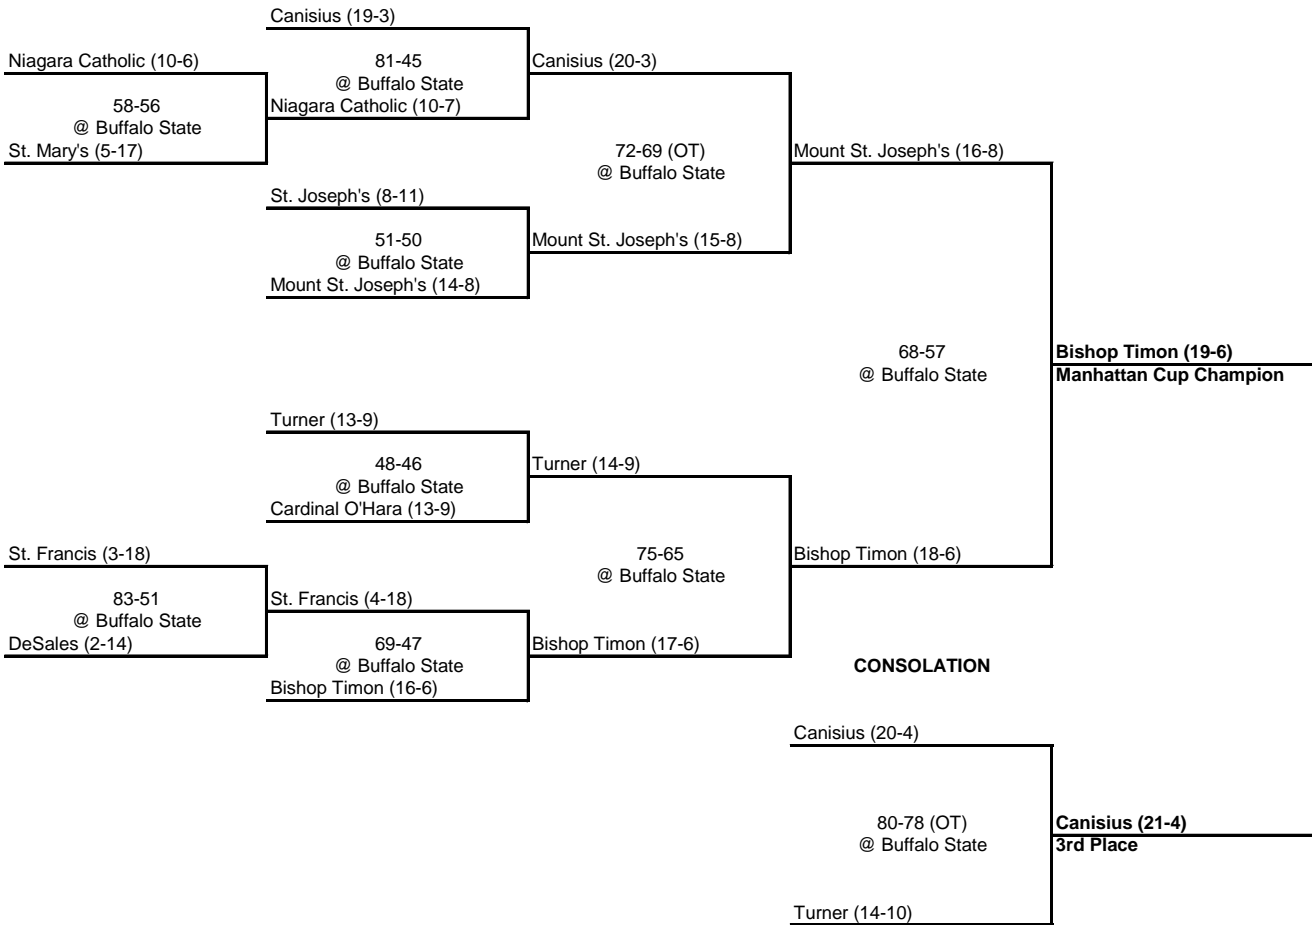 Canisius (19-3)
Niagara Catholic (10-6)
81-45
@ Buffalo State
Canisius (20-3)
58-56
@ Buffalo State
Niagara Catholic (10-7)
St. Mary's (5-17)
72-69 (OT)
@ Buffalo State
Mount St. Joseph's (16-8)
St. Joseph's (8-11)
51-50
@ Buffalo State
Mount St. Joseph's (15-8)
Mount St. Joseph's (14-8)
68-57
@ Buffalo State
Bishop Timon (19-6)
Manhattan Cup Champion
Turner (13-9)
48-46
@ Buffalo State
Turner (14-9)
Cardinal O'Hara (13-9)
St. Francis (3-18)
75-65
@ Buffalo State
Bishop Timon (18-6)
83-51
@ Buffalo State
St. Francis (4-18)
DeSales (2-14)
69-47
@ Buffalo State
Bishop Timon (17-6)
Bishop Timon (16-6)
CONSOLATION
Canisius (20-4)
80-78 (OT)
@ Buffalo State
Canisius (21-4)
3rd Place
Turner (14-10)